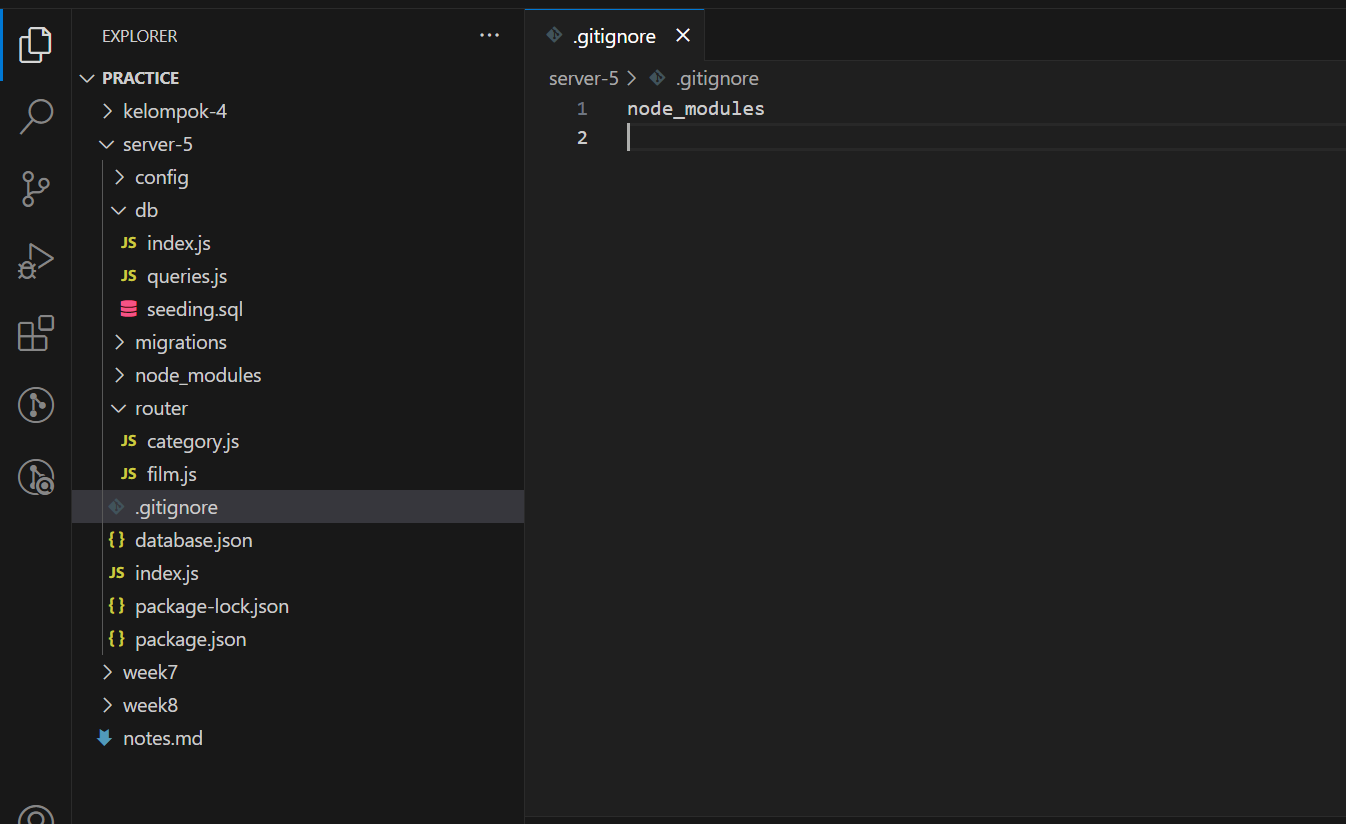 EXPLORER
PRACTICE
kelompok-4
server-5
config
db
JS index.js
JS queries.js
seeding.sql
migrations
node_modules
router
JS category.js
JS film.js
.gitignore
{} database.json
JS index.js
{} package-lock.json
{} package.json
week7
week8
notes.md
.gitignore
server-5 > .gitignore
1 node_modules
2